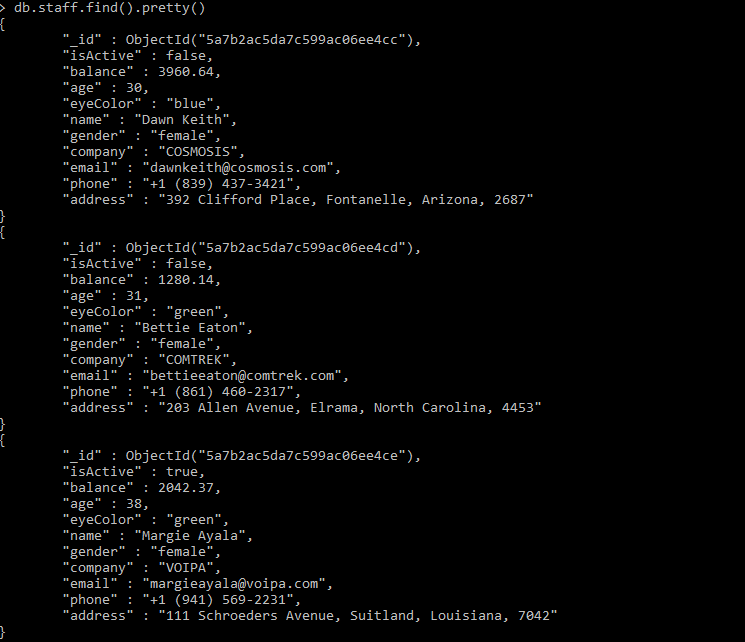 > db.staff.find().pretty()
{
        "_id" : ObjectId("5a7b2ac5da7c599ac06ee4cc"),
        "isActive" : false,
        "balance" : 3960.64,
        "age" : 30,
        "eyeColor" : "blue",
        "name" : "Dawn Keith",
        "gender" : "female",
        "company" : "COSMOSIS",
        "email" : "dawnkeith@cosmosis.com",
        "phone" : "+1 (839) 437-3421",
        "address" : "392 Clifford Place, Fontanelle, Arizona, 2687"
}
{
        "_id" : ObjectId("5a7b2ac5da7c599ac06ee4cd"),
        "isActive" : false,
        "balance" : 1280.14,
        "age" : 31,
        "eyeColor" : "green",
        "name" : "Bettie Eaton",
        "gender" : "female",
        "company" : "COMTREK",
        "email" : "bettieeaton@comtrek.com",
        "phone" : "+1 (861) 460-2317",
        "address" : "203 Allen Avenue, Elrama, North Carolina, 4453"
}
{
        "_id" : ObjectId("5a7b2ac5da7c599ac06ee4ce"),
        "isActive" : true,
        "balance" : 2042.37,
        "age" : 38,
        "eyeColor" : "green",
        "name" : "Margie Ayala",
        "gender" : "female",
        "company" : "VOIPA",
        "email" : "margieayala@voipa.com",
        "phone" : "+1 (941) 569-2231",
        "address" : "111 Schroeders Avenue, Suitland, Louisiana, 7042"
}